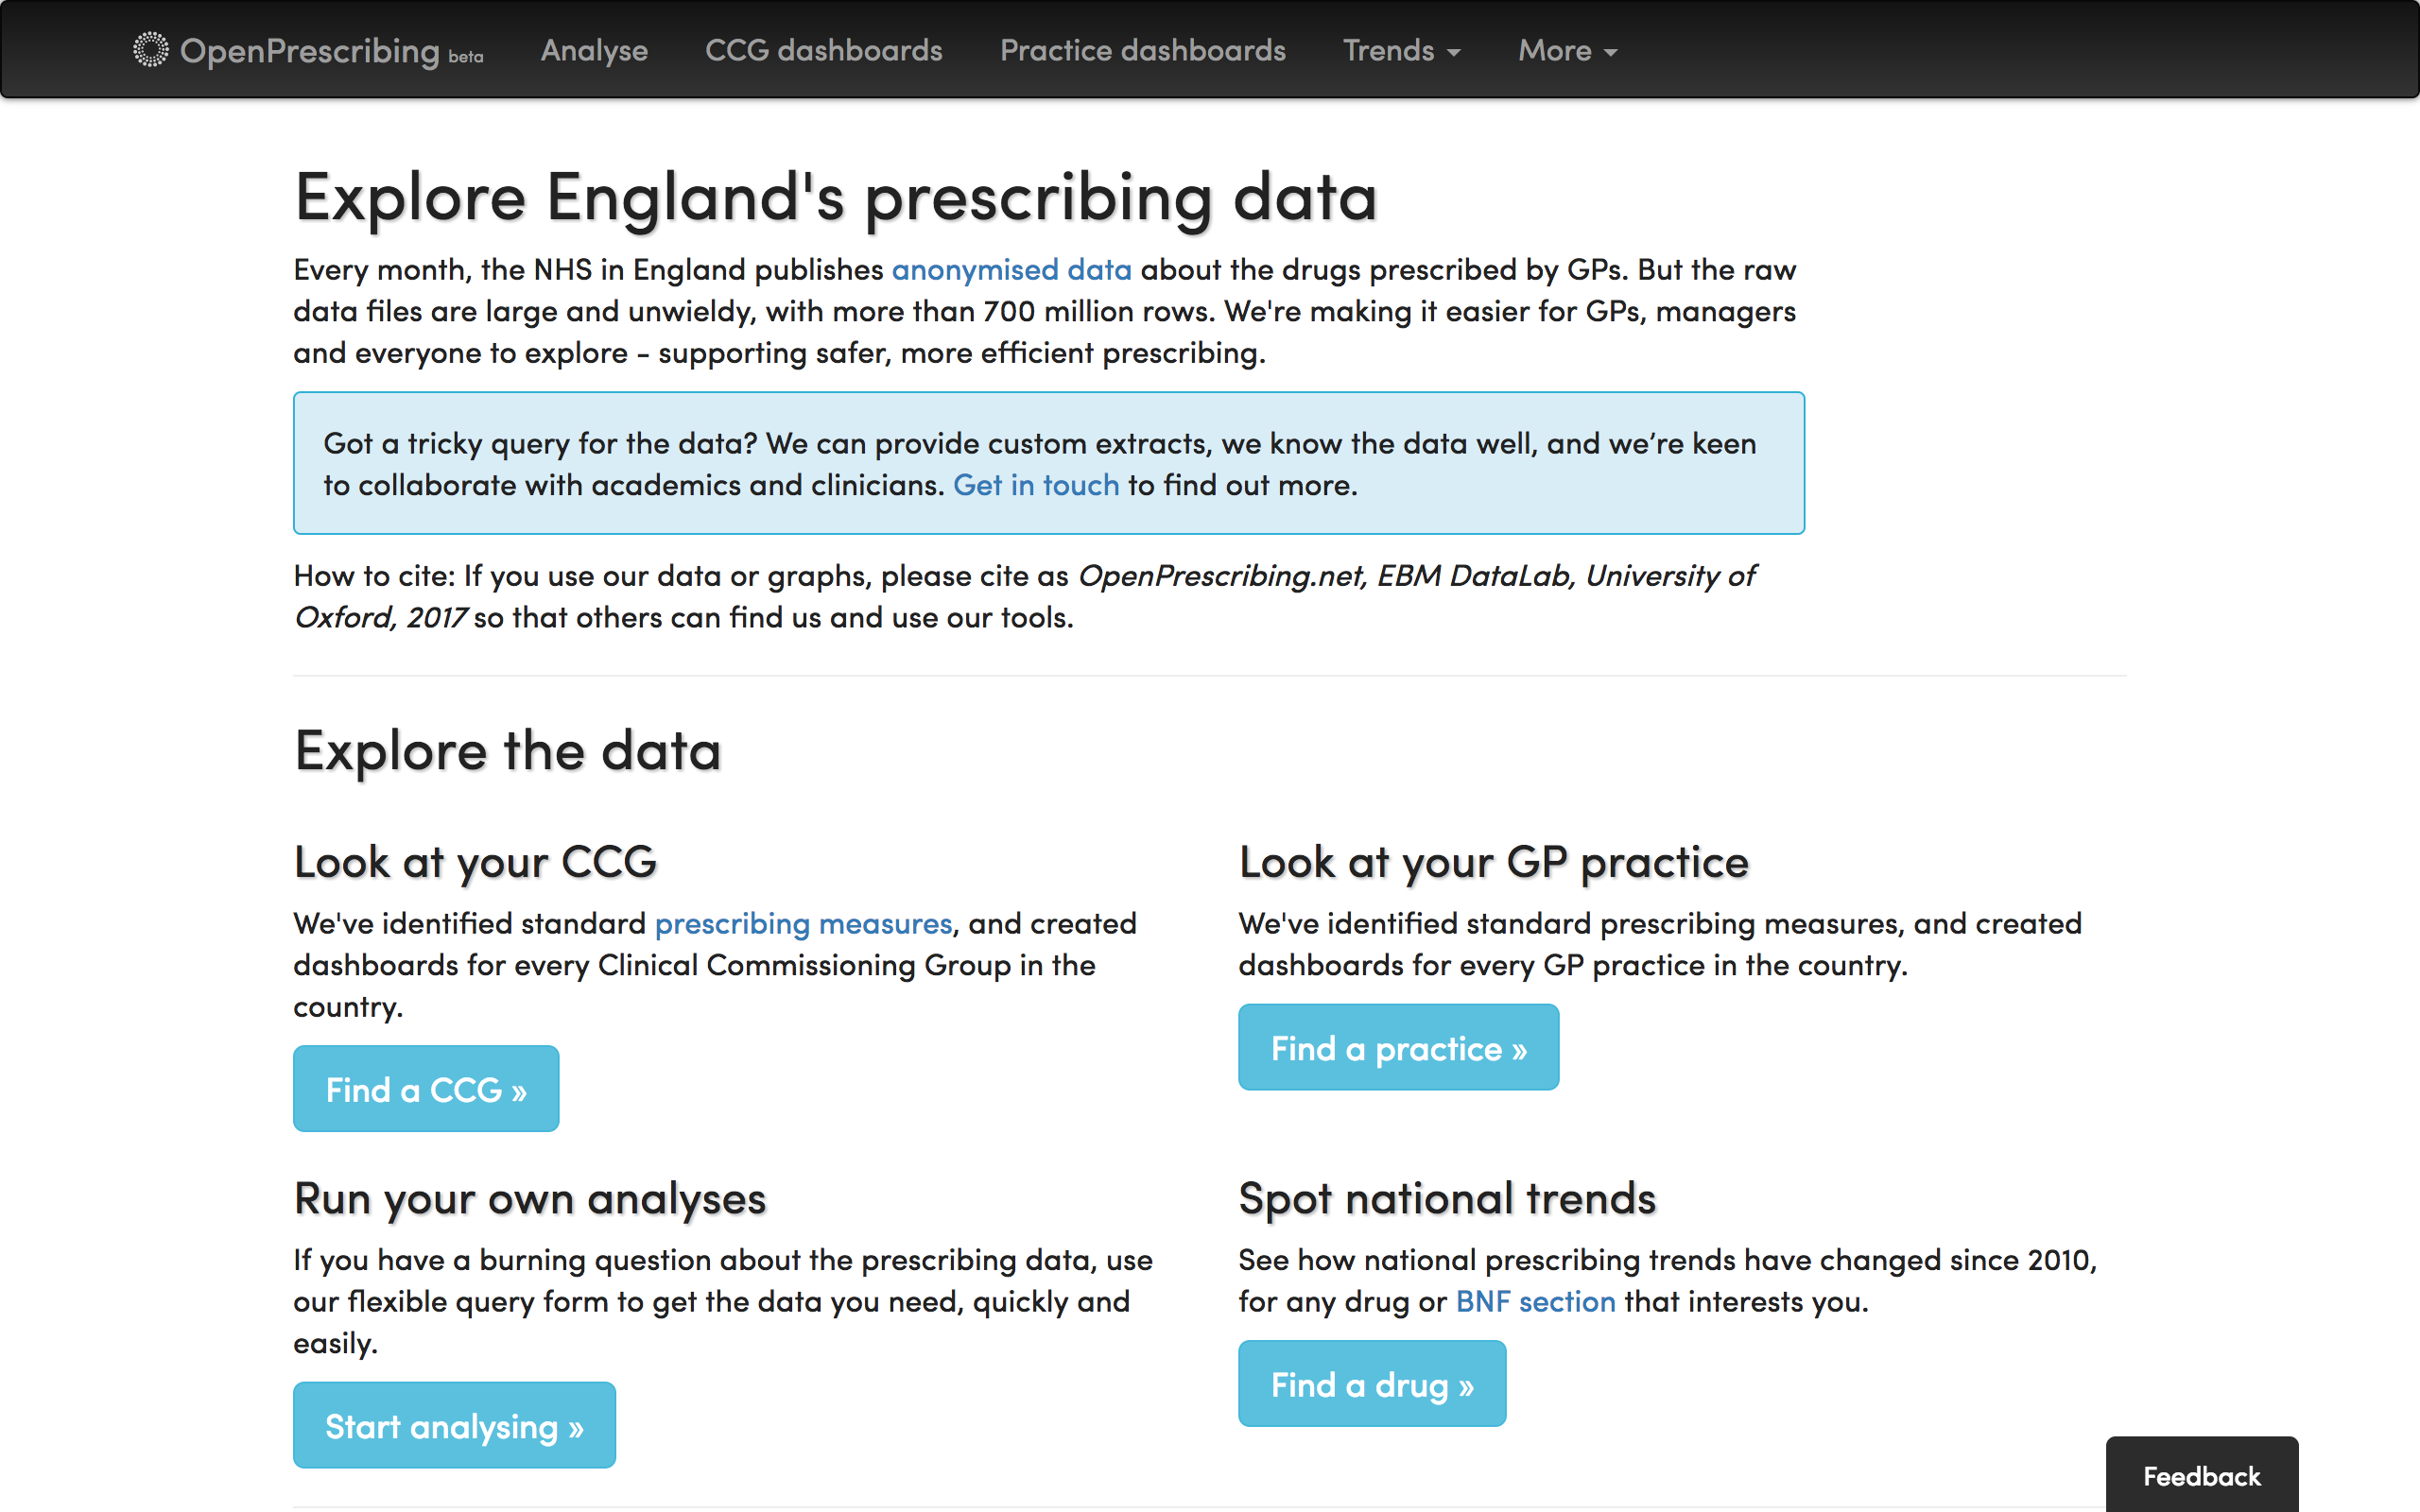 OpenPrescribing beta Analyse CCG dashboards Practice dashboards Trends More
Explore England's prescribing data
Every month, the NHS in England publishes anonymised data about the drugs prescribed by GPs. But the raw
data files are large and unwieldy, with more than 700 million rows. We're making it easier for GPs, managers
and everyone to explore - supporting safer, more efficient prescribing.
Got a tricky query for the data? We can provide custom extracts, we know the data well, and we’re keen
to collaborate with academics and clinicians. Get in touch to find out more.
How to cite: If you use our data or graphs, please cite as OpenPrescribing.net, EBM DataLab, University of
Oxford, 2017 so that others can find us and use our tools.
Explore the data
Look at your CCG
We've identified standard prescribing measures, and created
dashboards for every Clinical Commissioning Group in the
country.
Find a CCG »
Look at your GP practice
We've identified standard prescribing measures, and created
dashboards for every GP practice in the country.
Find a practice »
Run your own analyses
If you have a burning question about the prescribing data, use
our flexible query form to get the data you need, quickly and
easily.
Start analysing »
Spot national trends
See how national prescribing trends have changed since 2010,
for any drug or BNF section that interests you.
Find a drug »
Feedback